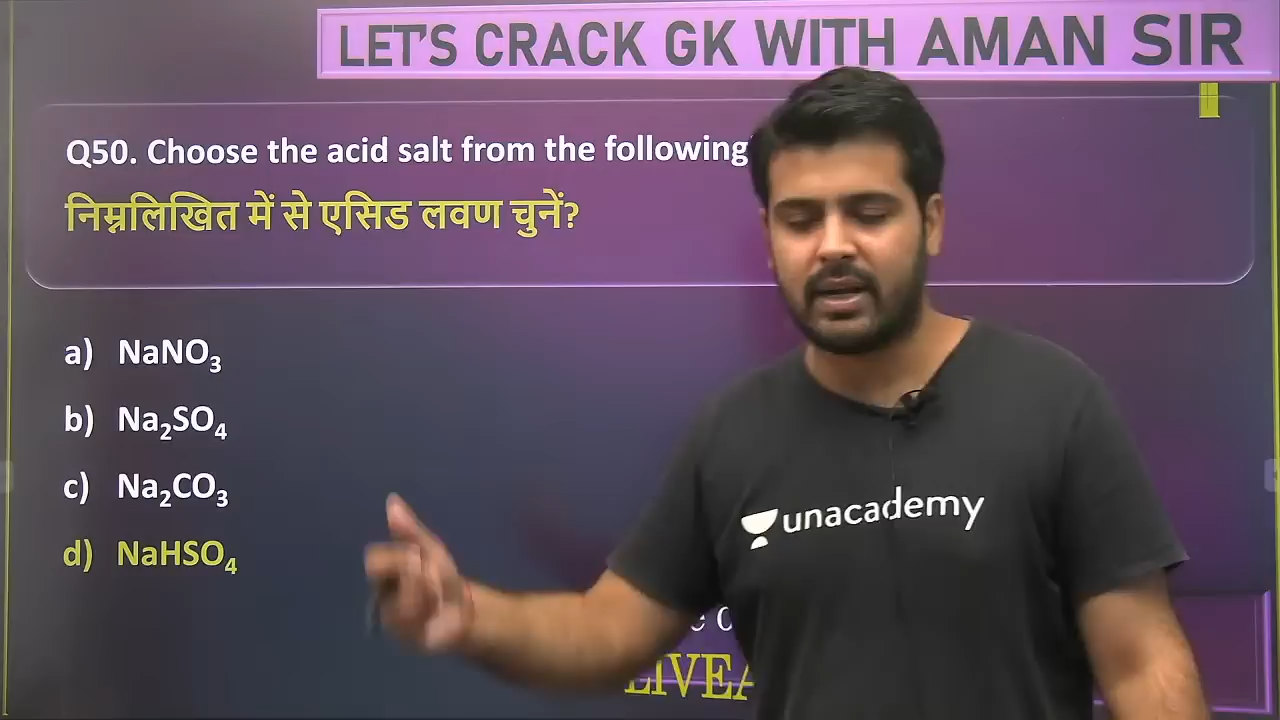 LET'S CRACK GK WITH AMAN SIR
Q50. Choose the acid salt from the following
निम्नलिखित में से एसिड लवण चुनें?
a) NaNO₃
b) Na₂SO₄
c) Na₂CO₃
d) NaHSO₄
unacademy